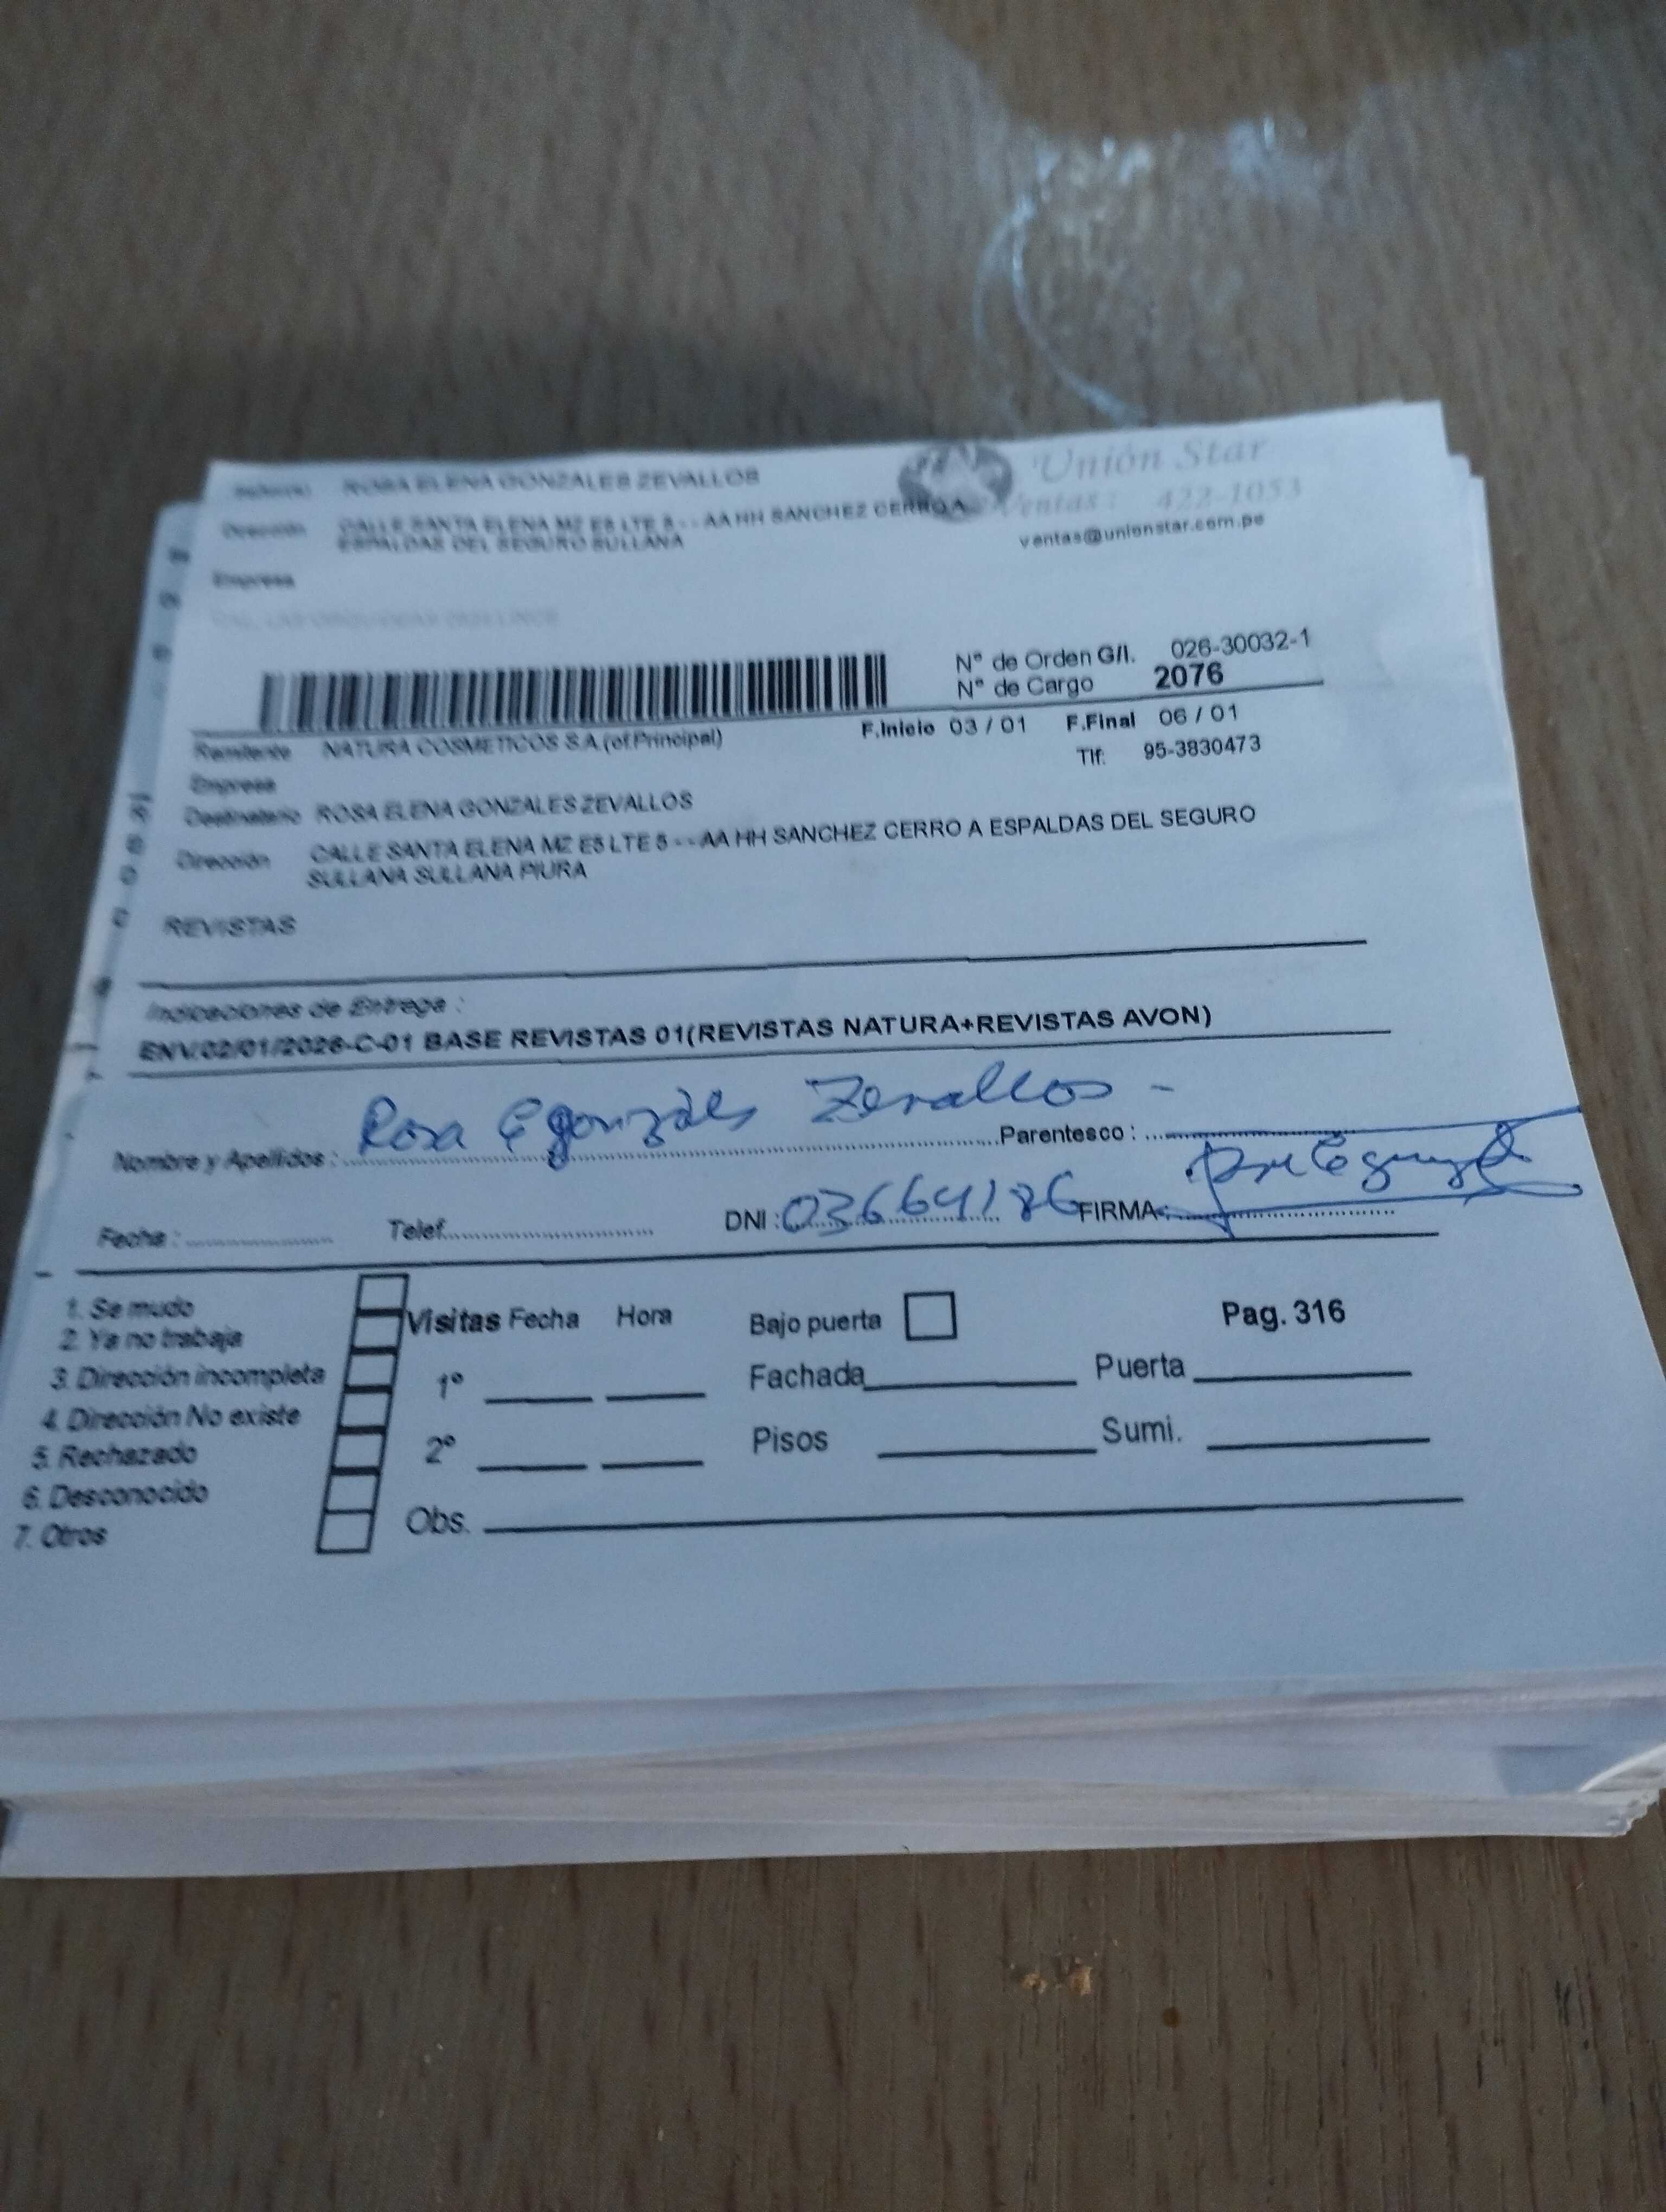 Señor(a) ROSA ELENA GONZALES ZEVALLOS
Unión Star
Dirección CALLE SANTA ELENA MZ E5 LTE 5 - - AA HH SANCHEZ CERRO A
ESPALDAS DEL SEGURO SULLANA
Ventas : 422-1053
ventas@unionstar.com.pe
Empresa
Nº de Orden G/I. 026-30032-1
Nº de Cargo 2076
F.Inicio 03 / 01 F.Final 06 / 01
Remitente NATURA COSMETICOS S.A.(of.Principal)
Tlf: 95-3830473
Empresa
Destinatario ROSA ELENA GONZALES ZEVALLOS
Dirección CALLE SANTA ELENA MZ E5 LTE 5 - - AA HH SANCHEZ CERRO A ESPALDAS DEL SEGURO
SULLANA SULLANA PIURA
REVISTAS
Indicaciones de Entrega :
ENV.02/01/2026-C-01 BASE REVISTAS 01(REVISTAS NATURA+REVISTAS AVON)
Rosa E gonzáles Zevallos -
Nombre y Apellidos : Parentesco :
Fecha : Telef. DNI : 03664186 FIRMA
1. Se mudo
2. Ya no trabaja
3. Dirección incompleta
4. Dirección No existe
5. Rechazado
6. Desconocido
7. Otros
Visitas Fecha Hora Bajo puerta Pag. 316
1º Fachada Puerta
2º Pisos Sumi.
Obs.